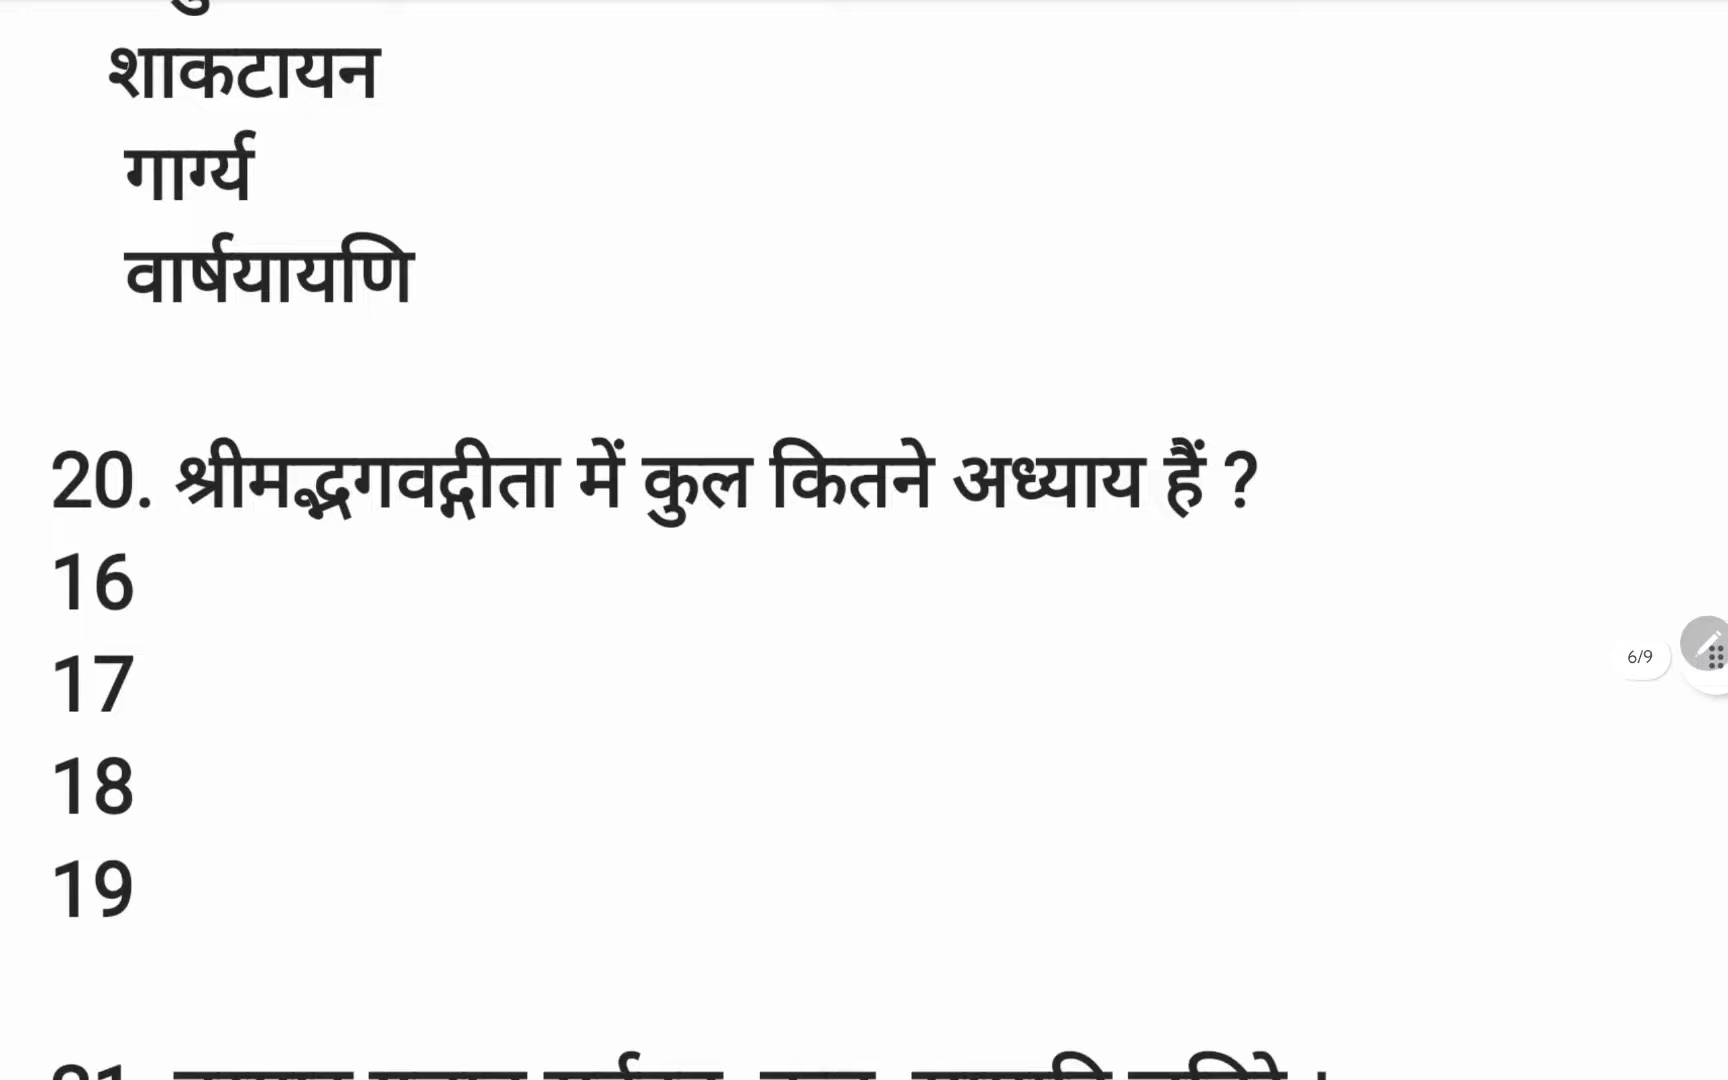 शाकटायन
गार्ग्य
वार्षयायणि
20. श्रीमद्भगवद्गीता में कुल कितने अध्याय हैं ?
16
17
6/9
18
19